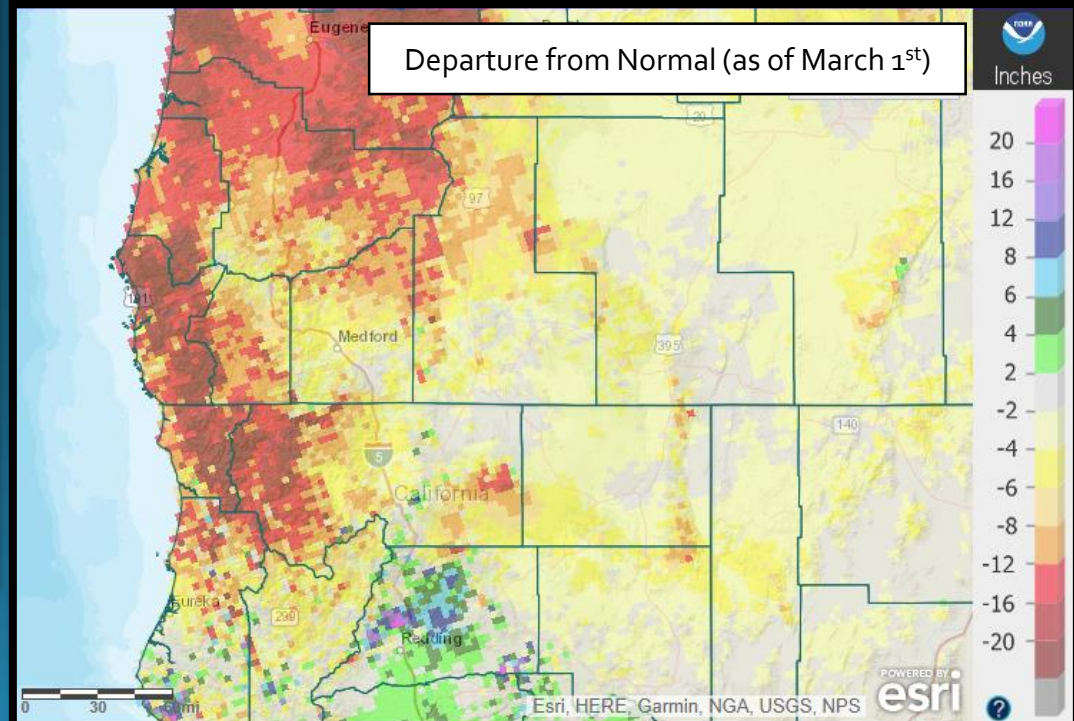 Eugene
Departure from Normal (as of March 1st)
NOAA
Inches
20
97
20
16
12
8
101
6
4
Medford
395
2
-2
140
-4
5
California
-6
-8
-12
Eureka
299
-16
Redding
-20
POWERED BY
esri
0 30 60mi
Esri, HERE, Garmin, NGA, USGS, NPS
?